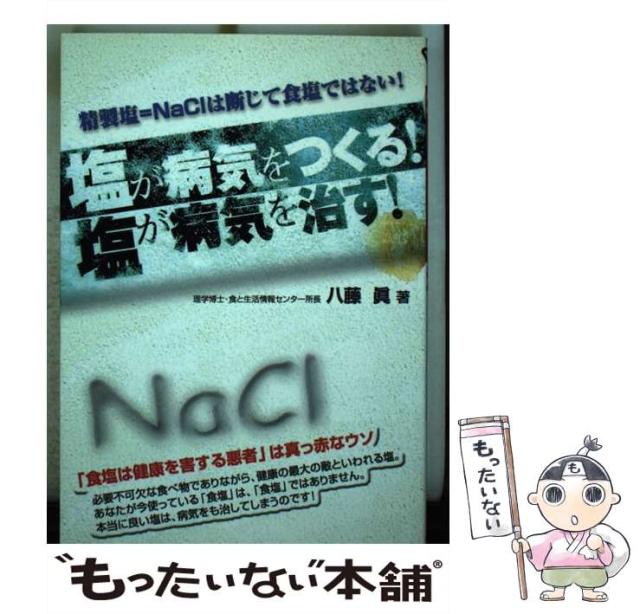 精製塩=NaClは断じて食塩ではない!
塩が病気をつくる!
塩が病気を治す!
理学博士・食と生活情報センター所長 八藤 眞 著
NaCl
「食塩は健康を害する悪者」は真っ赤なウソ
必要不可欠な食べ物でありながら、健康の最大の敵といわれる塩。
あなたが今使っている「食塩」は、「食塩」ではありません。
本当に良い塩は、病気をも治してしまうのです!
もったいない
"もったいない"本舗®